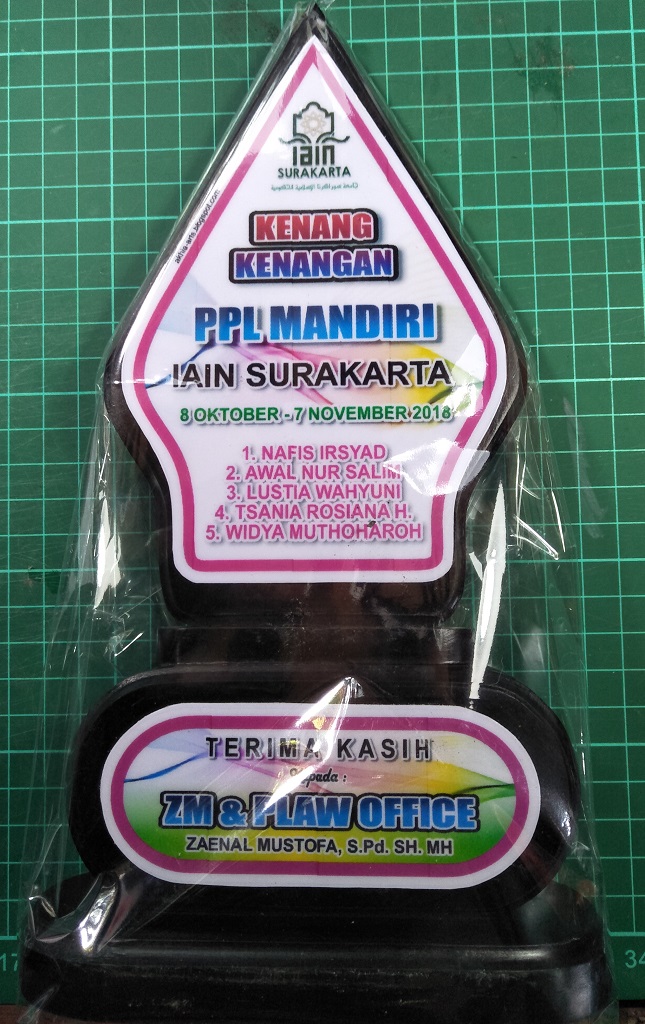 iain
SURAKARTA
KENANG
KENANGAN
PPL MANDIRI
IAIN SURAKARTA
8 OKTOBER - 7 NOVEMBER 2018
1. NAFIS IRSYAD
2. AWAL NUR SALIM
3. LUSTIA WAHYUNI
4. TSANIA ROSIANA H.
5. WIDYA MUTHOHAROH
TERIMA KASIH
Kepada :
ZM & P LAW OFFICE
ZAENAL MUSTOFA, S.Pd. SH. MH
17
34